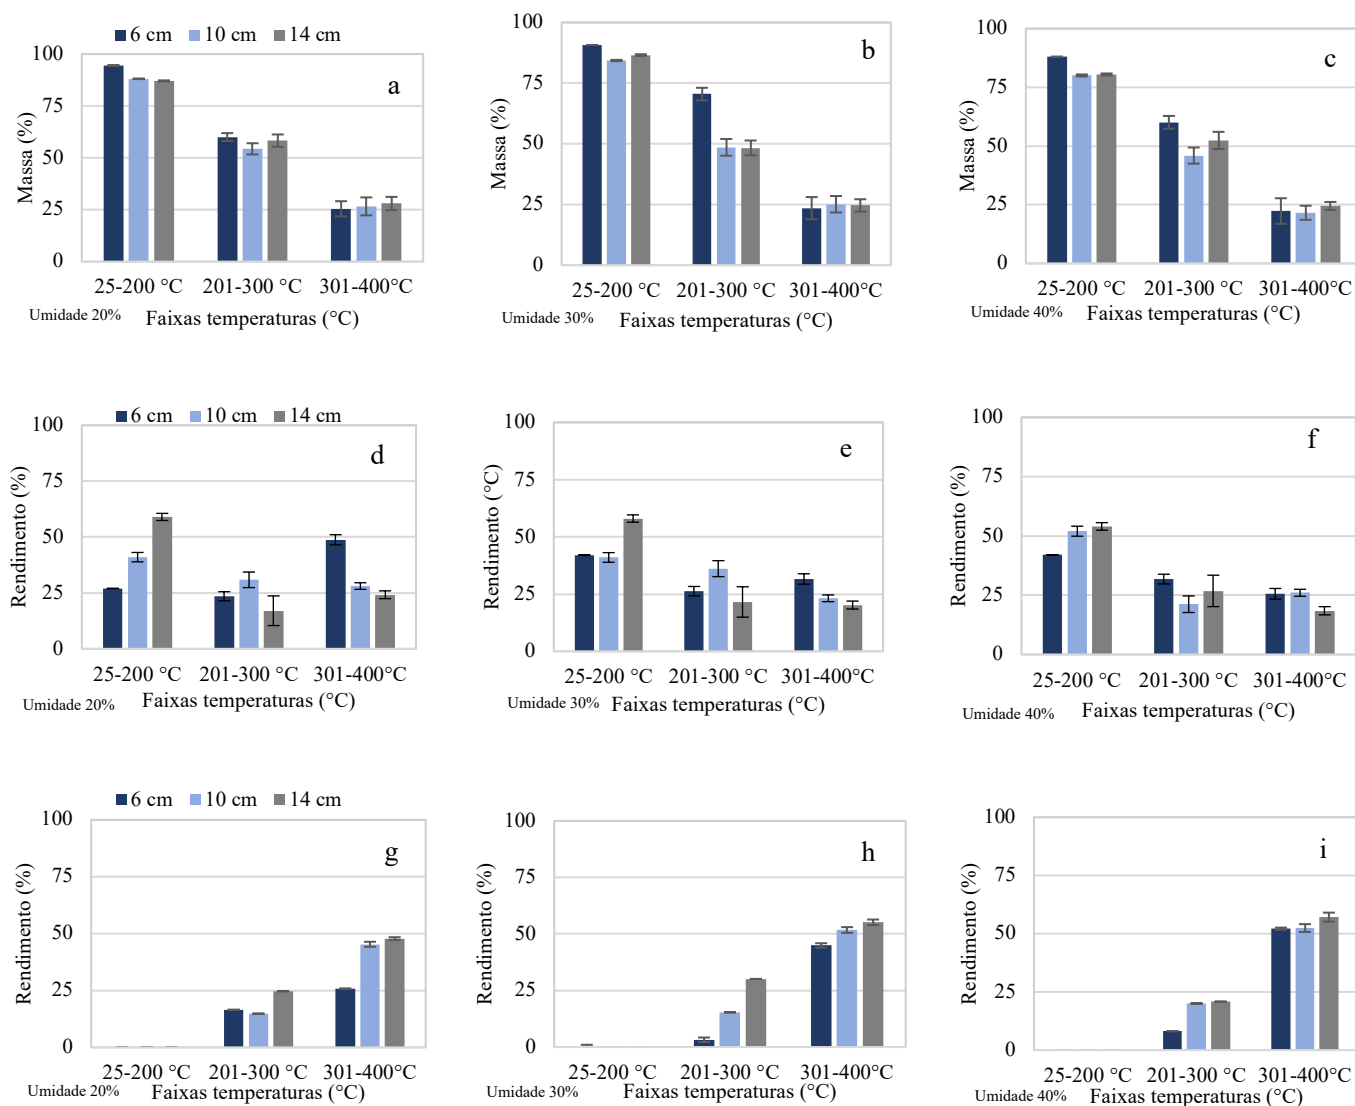 6 cm 10 cm 14 cm
a
Massa (%)
100
75
50
25
0
25-200 °C 201-300 °C 301-400°C
Umidade 20% Faixas temperaturas (°C)
b
Massa (%)
100
75
50
25
0
25-200 °C 201-300 °C 301-400°C
Umidade 30% Faixas temperaturas (°C)
c
Massa (%)
100
75
50
25
0
25-200 °C 201-300 °C 301-400°C
Umidade 40% Faixas temperaturas (°C)
6 cm 10 cm 14 cm
d
Rendimento (%)
100
75
50
25
0
25-200 °C 201-300 °C 301-400°C
Umidade 20% Faixas temperaturas (°C)
e
Rendimento (°C)
100
75
50
25
0
25-200 °C 201-300 °C 301-400°C
Umidade 30% Faixas temperaturas (°C)
f
Rendimento (%)
100
75
50
25
0
25-200 °C 201-300 °C 301-400°C
Umidade 40% Faixas temperaturas (°C)
6 cm 10 cm 14 cm
g
Rendimento (%)
100
75
50
25
0
25-200 °C 201-300 °C 301-400°C
Umidade 20% Faixas temperaturas (°C)
h
Rendimento (%)
100
75
50
25
0
25-200 °C 201-300 °C 301-400°C
Umidade 30% Faixas temperaturas (°C)
i
Rendimento (%)
100
75
50
25
0
25-200 °C 201-300 °C 301-400°C
Umidade 40% Faixas temperaturas (°C)